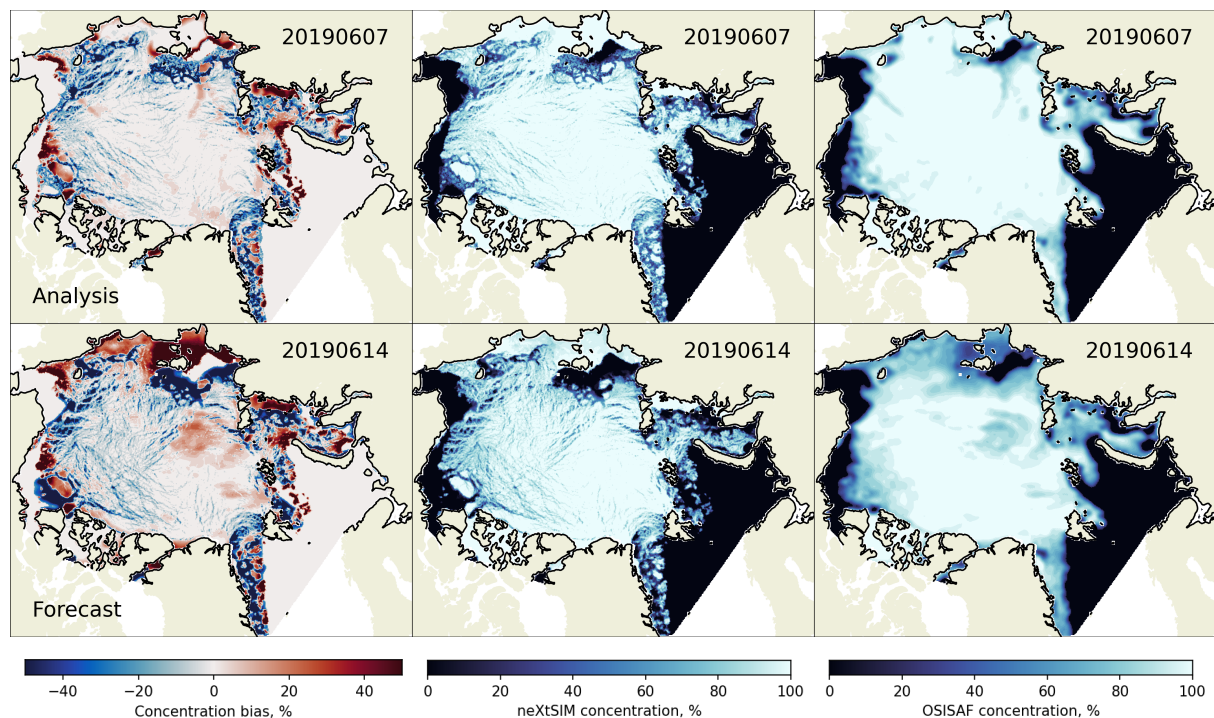 20190607
20190607
20190607
Analysis
20190614
20190614
20190614
Forecast
−40 −20 0 20 40
Concentration bias, %
0 20 40 60 80 100
neXtSIM concentration, %
0 20 40 60 80 100
OSISAF concentration, %